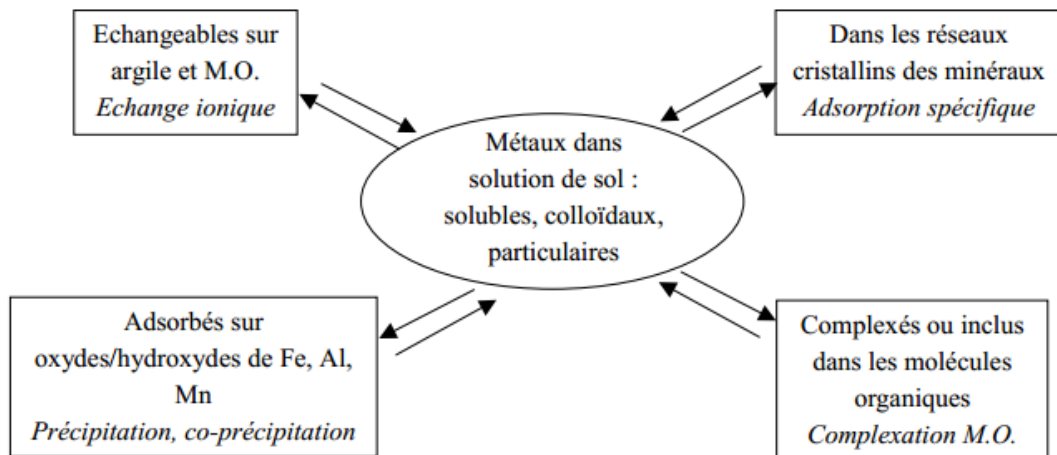 Echangeables sur
argile et M.O.
Echange ionique
Dans les réseaux
cristallins des minéraux
Adsorption spécifique
Métaux dans
solution de sol :
solubles, colloïdaux,
particulaires
Adsorbés sur
oxydes/hydroxydes de Fe, Al,
Mn
Précipitation, co-précipitation
Complexés ou inclus
dans les molécules
organiques
Complexation M.O.